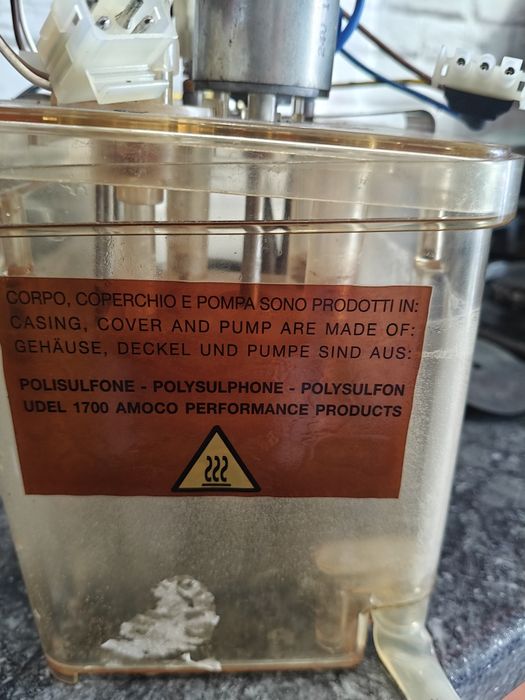 CORPO, COPERCHIO E POMPA SONO PRODOTTI IN:
CASING, COVER AND PUMP ARE MADE OF:
GEHÄUSE, DECKEL UND PUMPE SIND AUS:
POLISULFONE - POLYSULPHONE - POLYSULFON
UDEL 1700 AMOCO PERFORMANCE PRODUCTS